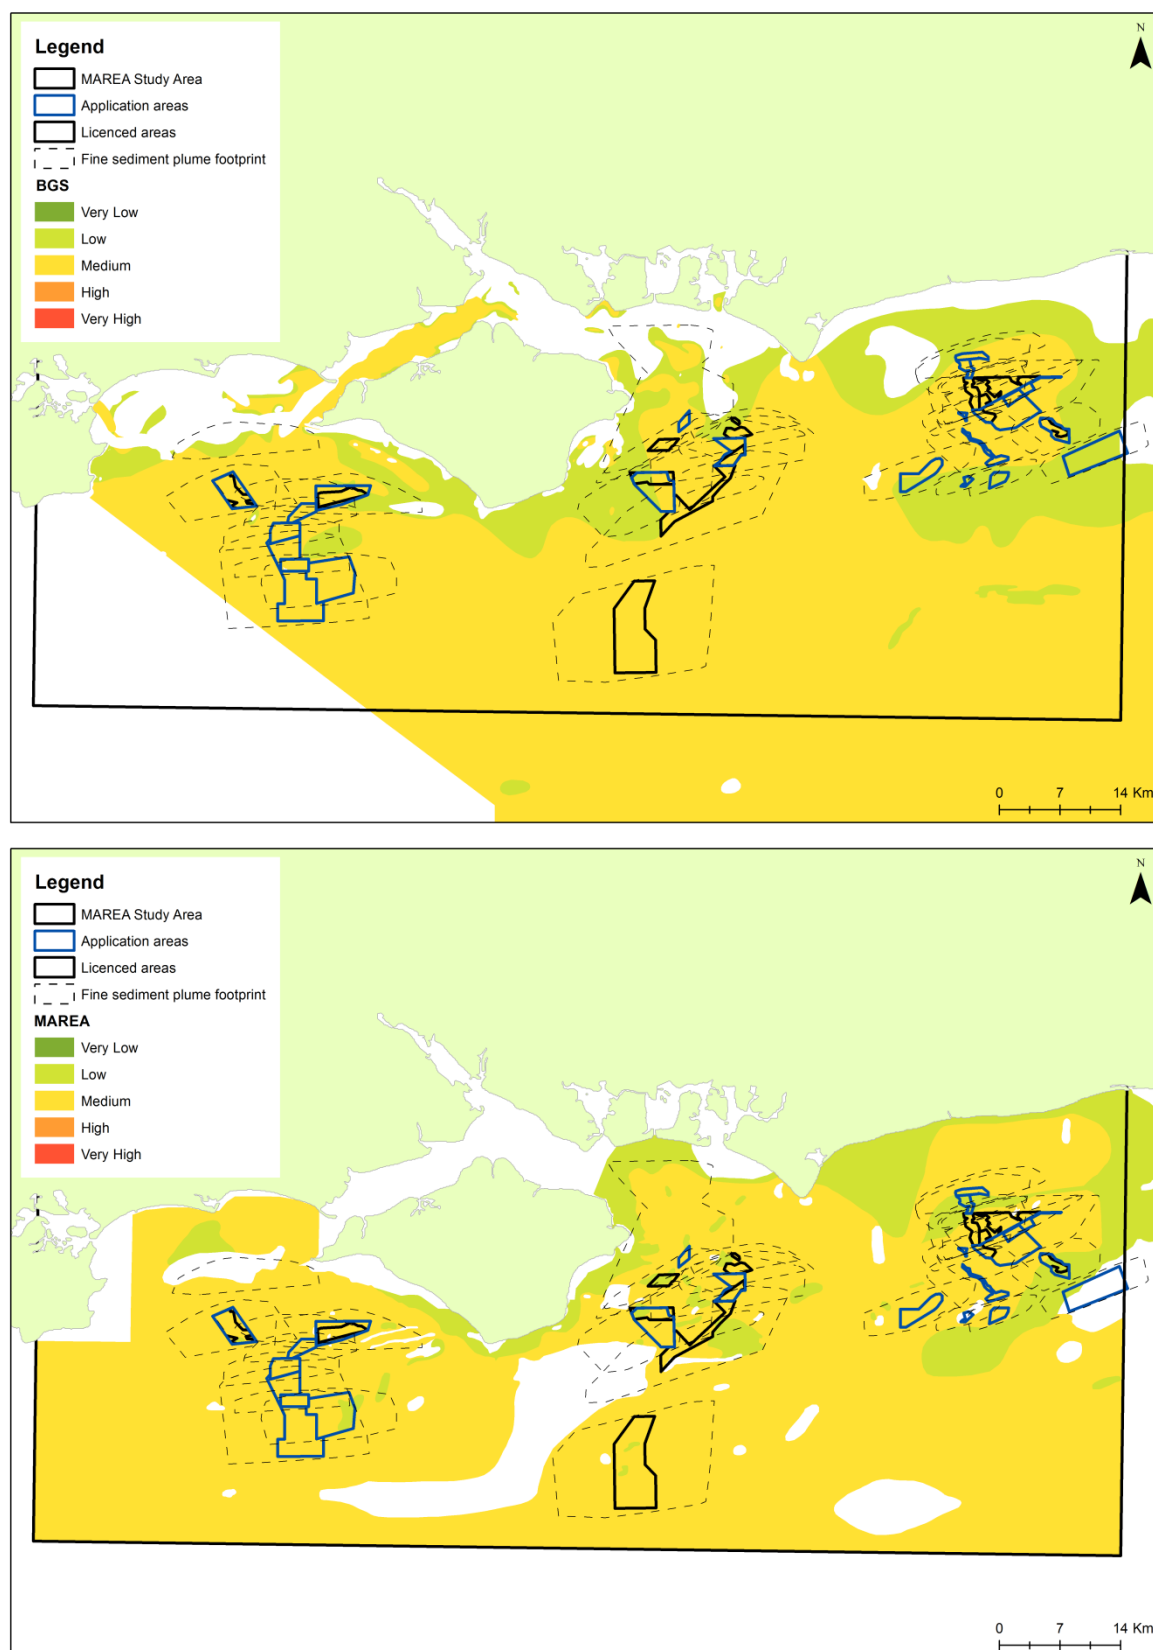 N
Legend
MAREA Study Area
Application areas
Licenced areas
Fine sediment plume footprint
BGS
Very Low
Low
Medium
High
Very High
0 7 14 Km
N
Legend
MAREA Study Area
Application areas
Licenced areas
Fine sediment plume footprint
MAREA
Very Low
Low
Medium
High
Very High
0 7 14 Km